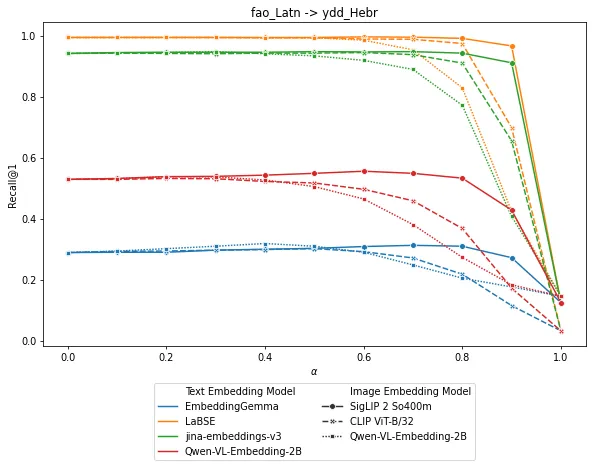 fao_Latn -> ydd_Hebr
Recall@1
1.0
0.8
0.6
0.4
0.2
0.0
0.0 0.2 0.4 0.6 0.8 1.0
α
Text Embedding Model
EmbeddingGemma
LaBSE
jina-embeddings-v3
Qwen-VL-Embedding-2B
Image Embedding Model
SigLIP 2 So400m
CLIP ViT-B/32
Qwen-VL-Embedding-2B